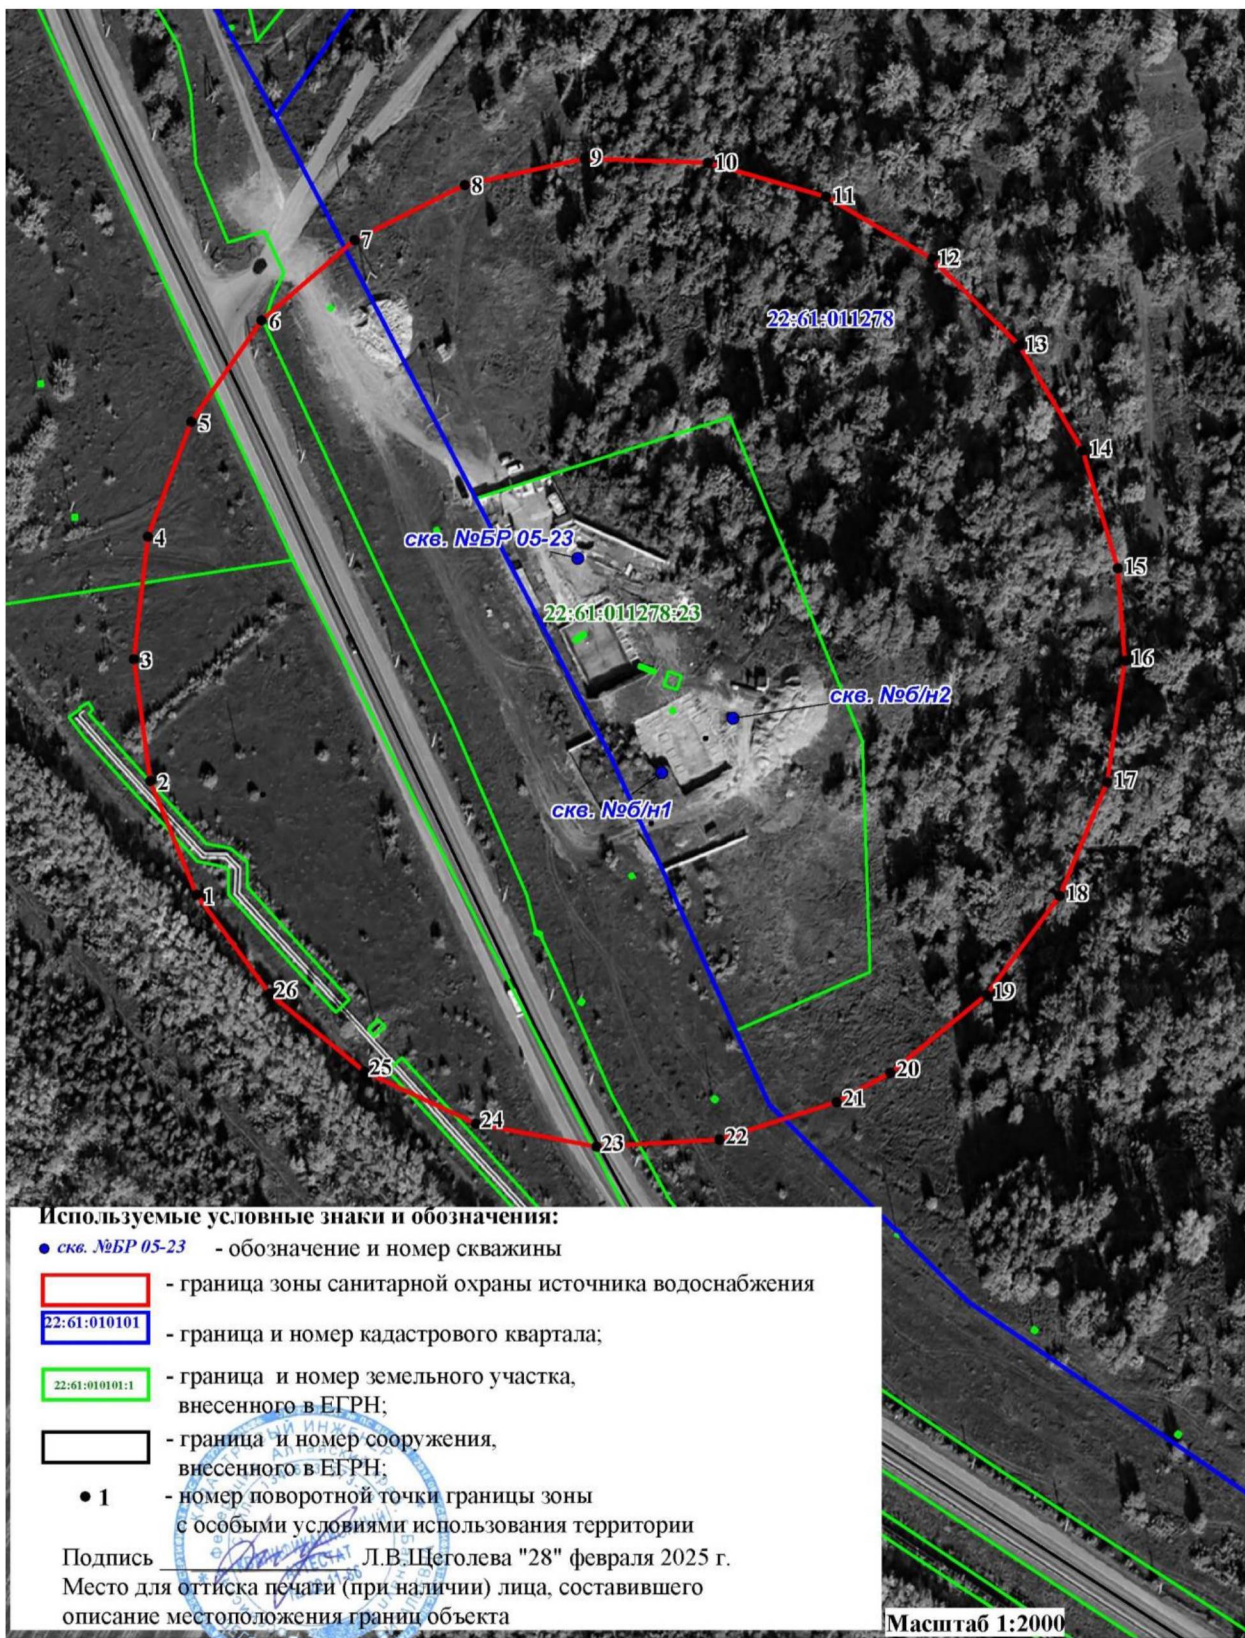 9
10
8
11
7
12
22:61:011278
6
13
5
14
4
скв. №БР 05-23
15
22:61:011278:23
3
16
скв. №б/н2
2
17
скв. №б/н1
1
18
26
19
25
20
21
24
22
23
Используемые условные знаки и обозначения:
скв. №БР 05-23 - обозначение и номер скважины
- граница зоны санитарной охраны источника водоснабжения
22:61:010101
- граница и номер кадастрового квартала;
22:61:010101:1
- граница и номер земельного участка,
внесенного в ЕГРН;
- граница и номер сооружения,
внесенного в ЕГРН;
1 - номер поворотной точки границы зоны
с особыми условиями использования территории
Подпись Л.В.Щеголева "28" февраля 2025 г.
Место для оттиска печати (при наличии) лица, составившего
описание местоположения границ объекта
Масштаб 1:2000